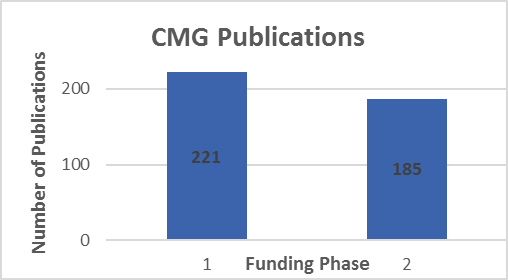 CMG Publications
Number of Publications
200
100
0
221
185
1 Funding Phase 2